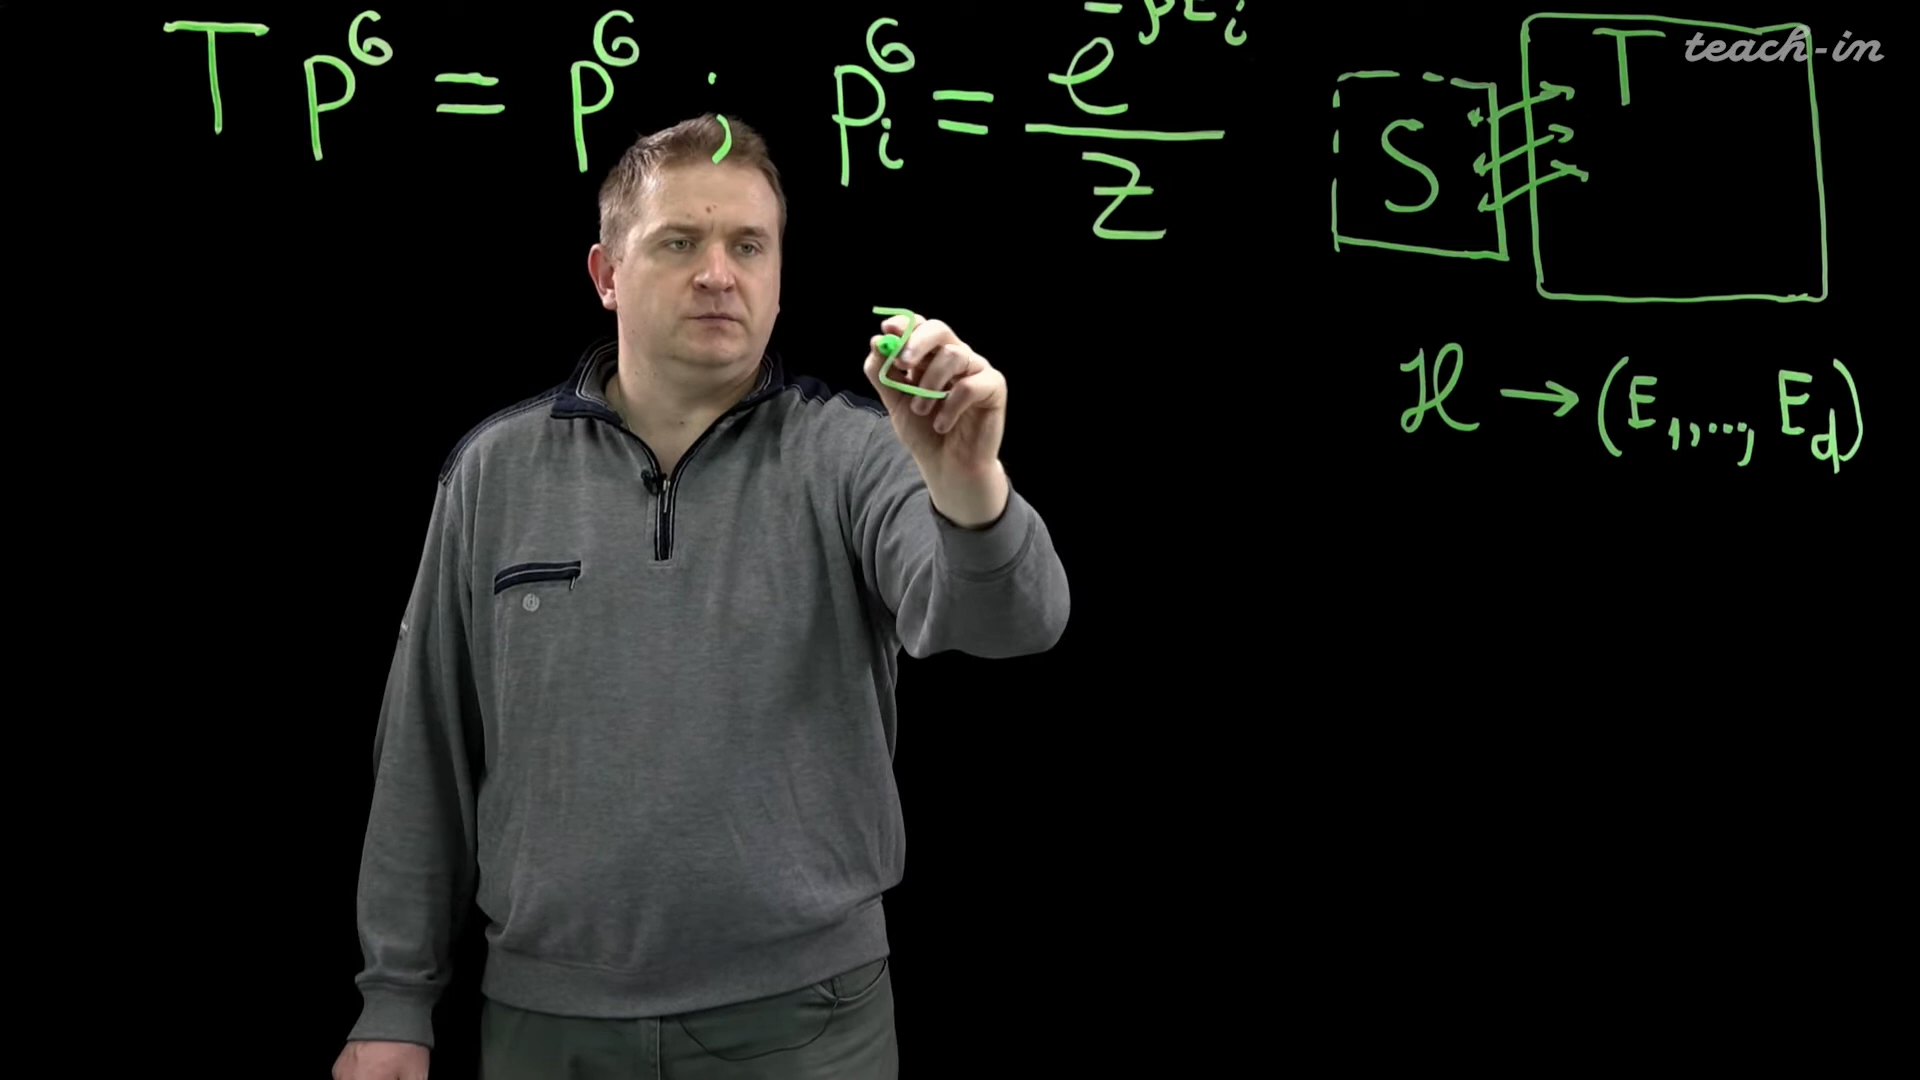 T p^G = p^G ; p_i^G = e^{-βE_i} / Z
S
T
teach-in
Z
H → (E_1, ..., E_d)